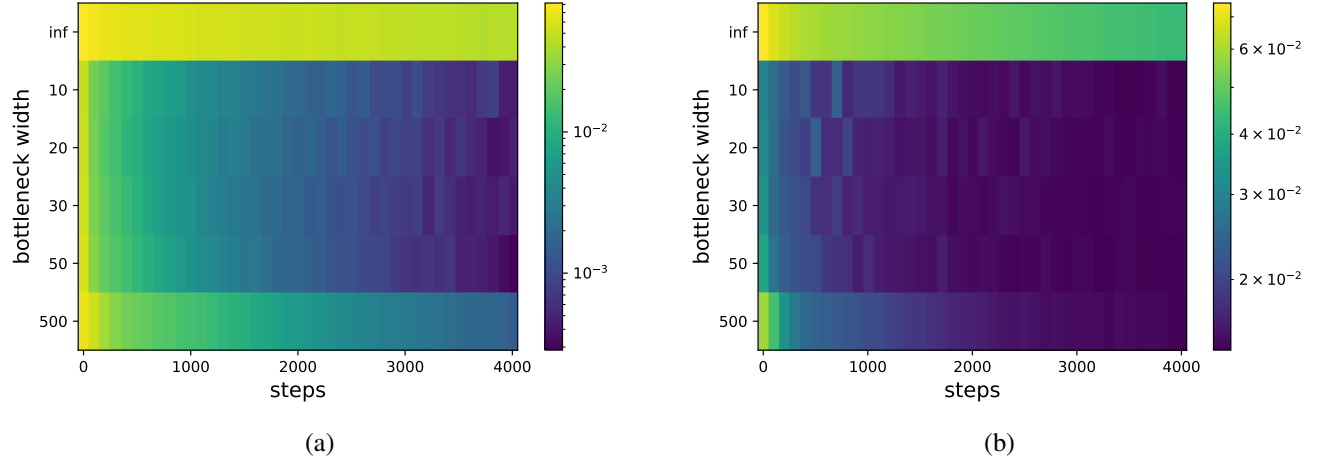 inf
10
20
30
50
500
bottleneck width
0 1000 2000 3000 4000
steps
10⁻²
10⁻³
(a)
inf
10
20
30
50
500
bottleneck width
0 1000 2000 3000 4000
steps
6 × 10⁻²
4 × 10⁻²
3 × 10⁻²
2 × 10⁻²
(b)